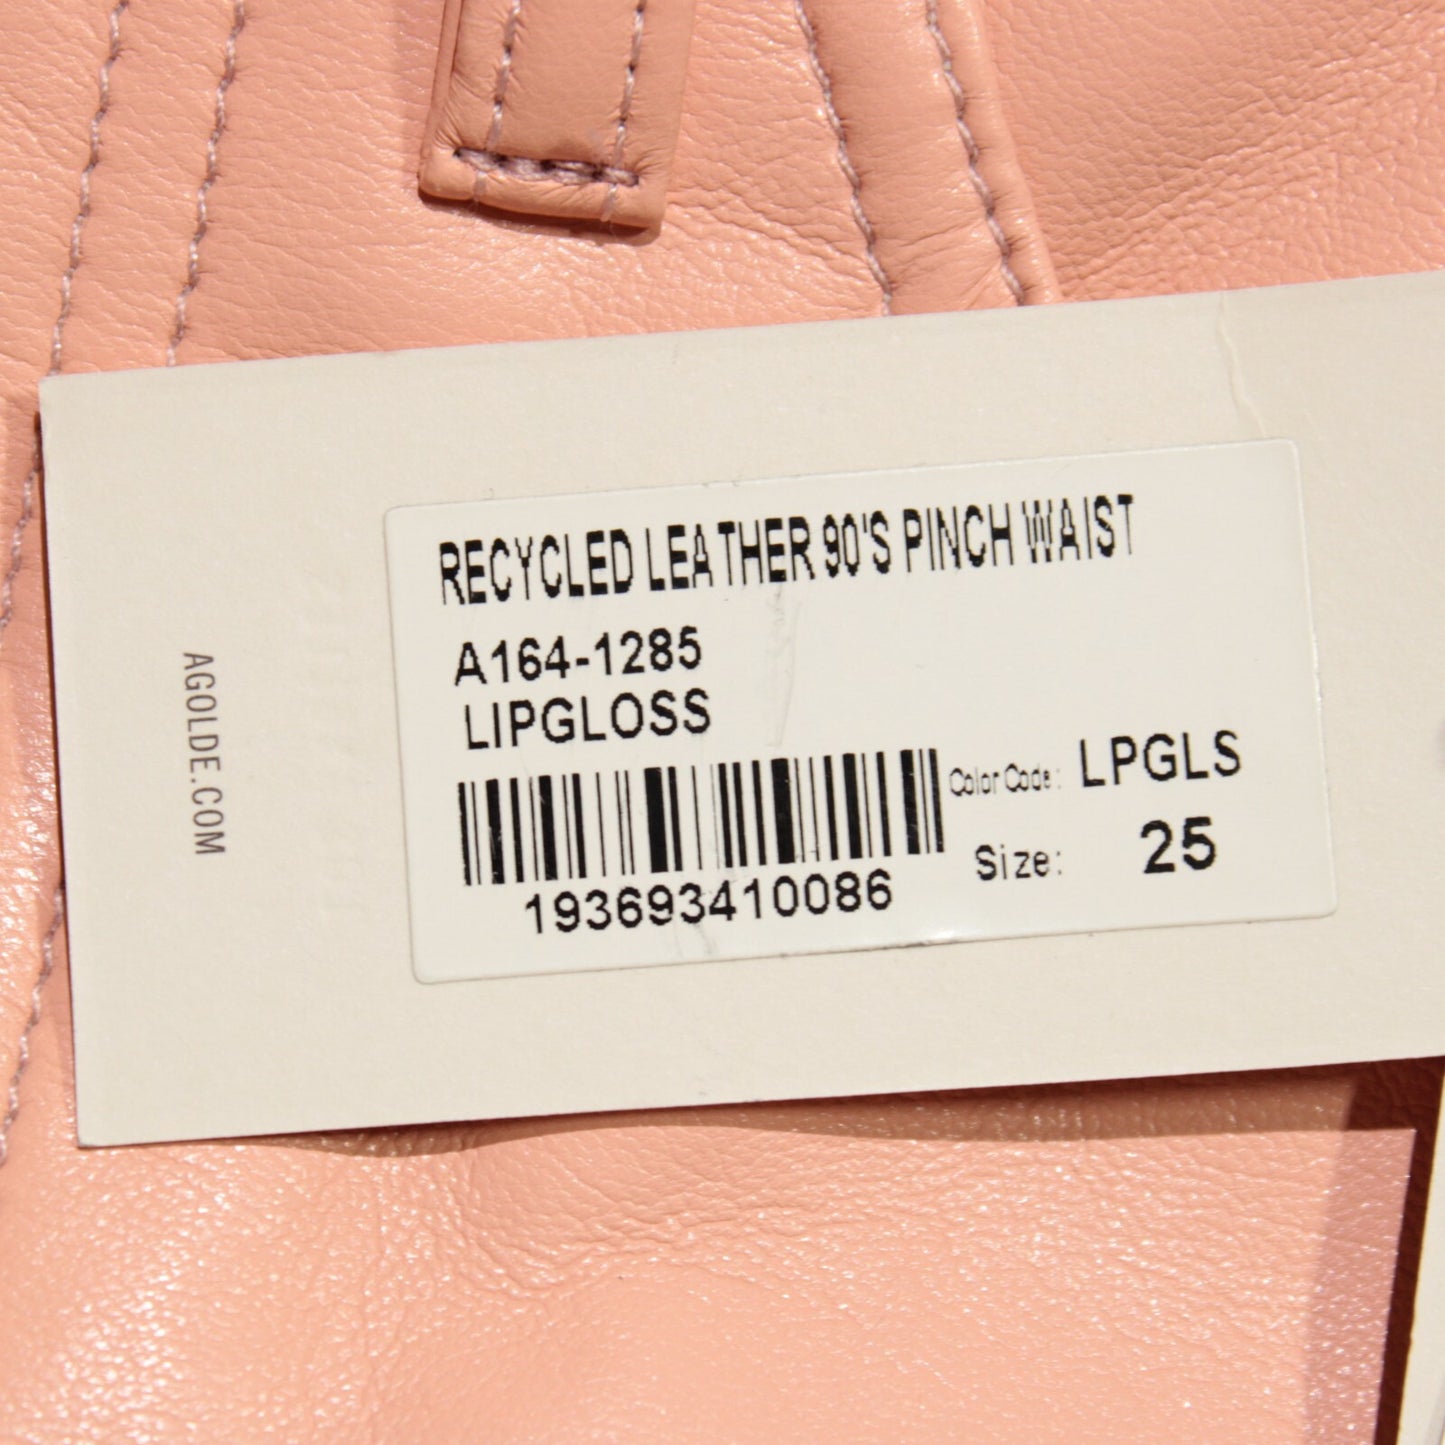 RECYCLED LEATHER 90'S PINCH WAIST
A164-1285
LIPGLOSS
Color Code: LPGLS
Size: 25
193693410086
AGOLDE.COM